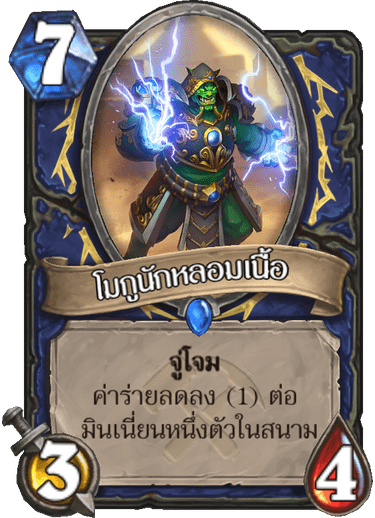 7
โมกูนักหลอมเนื้อ
จู่โจม
ค่าร่ายลดลง (1) ต่อ
มินเนี่ยนหนึ่งตัวในสนาม
3
4